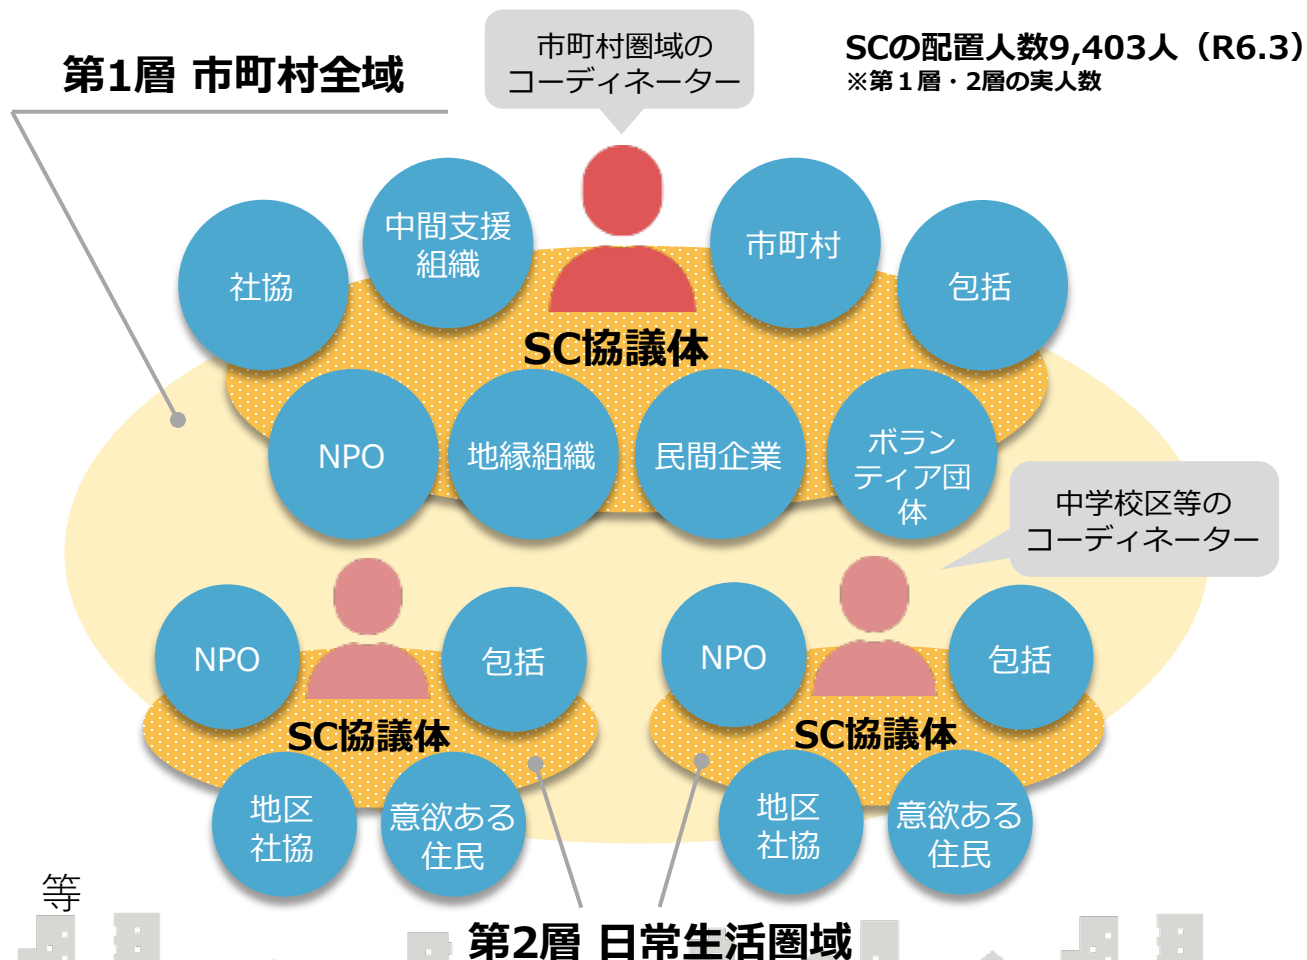 第1層 市町村全域
市町村圏域の
コーディネーター
SCの配置人数9,403人（R6.3）
※第１層・2層の実人数
社協
中間支援
組織
市町村
包括
SC協議体
NPO
地縁組織
民間企業
ボラン
ティア団
体
中学校区等の
コーディネーター
NPO
包括
SC協議体
地区
社協
意欲ある
住民
NPO
包括
SC協議体
地区
社協
意欲ある
住民
等
第2層 日常生活圏域